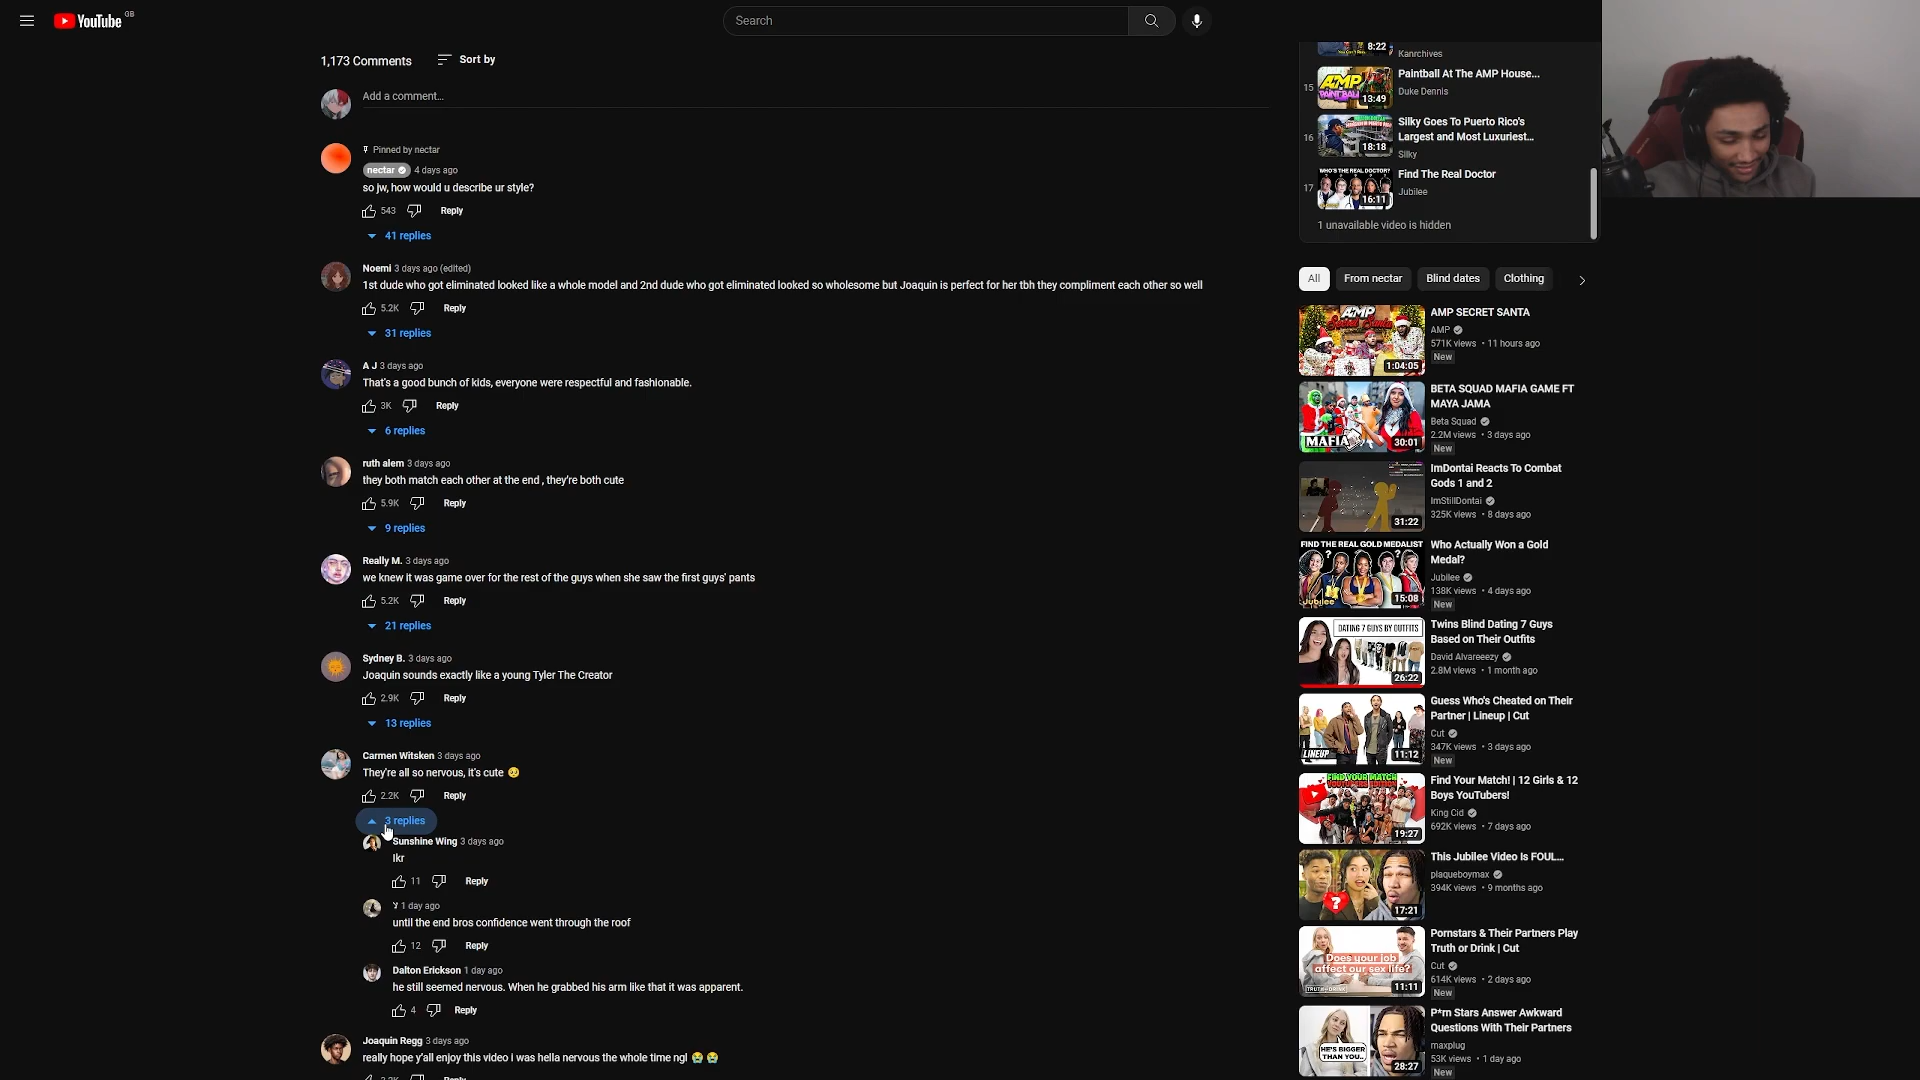 YouTube GB
Search
1,173 Comments
Sort by
Add a comment...
Pinned by nectar
nectar 4 days ago
so jw, how would u describe ur style?
543 Reply
41 replies
Noemi 3 days ago (edited)
1st dude who got eliminated looked like a whole model and 2nd dude who got eliminated looked so wholesome but Joaquin is perfect for her tbh they compliment each other so well
5.2K Reply
31 replies
A J 3 days ago
That's a good bunch of kids, everyone were respectful and fashionable.
3K Reply
6 replies
ruth alem 3 days ago
they both match each other at the end , they're both cute
5.9K Reply
9 replies
Really M. 3 days ago
we knew it was game over for the rest of the guys when she saw the first guys' pants
5.2K Reply
21 replies
Sydney B. 3 days ago
Joaquin sounds exactly like a young Tyler The Creator
2.9K Reply
13 replies
Carmen Witsken 3 days ago
They're all so nervous, it's cute 🥺
2.2K Reply
3 replies
Sunshine Wing 3 days ago
Ikr
11 Reply
1 day ago
until the end bros confidence went through the roof
12 Reply
Dalton Erickson 1 day ago
he still seemed nervous. When he grabbed his arm like that it was apparent.
4 Reply
Joaquin Regg 3 days ago
really hope y'all enjoy this video i was hella nervous the whole time ngl 😭 😭
Reply
8:22
Kanrchives
15
AMP
PAINTBALL
13:49
Paintball At The AMP House...
Duke Dennis
16
18:18
Silky Goes To Puerto Rico's
Largest and Most Luxuriest...
Silky
17
WHO'S THE REAL DOCTOR?
16:11
Find The Real Doctor
Jubilee
1 unavailable video is hidden
All
From nectar
Blind dates
Clothing
AMP
Secret Santa
1:04:05
AMP SECRET SANTA
AMP
571K views • 11 hours ago
New
MAFIA
30:01
BETA SQUAD MAFIA GAME FT
MAYA JAMA
Beta Squad
2.2M views • 3 days ago
New
31:22
ImDontai Reacts To Combat
Gods 1 and 2
ImStillDontai
325K views • 8 days ago
FIND THE REAL GOLD MEDALIST
Jubilee
15:08
Who Actually Won a Gold
Medal?
Jubilee
138K views • 4 days ago
New
DATING 7 GUYS BY OUTFITS
26:22
Twins Blind Dating 7 Guys
Based on Their Outfits
David Alvareeezy
2.8M views • 1 month ago
LINEUP
11:12
Guess Who's Cheated on Their
Partner | Lineup | Cut
Cut
347K views • 3 days ago
New
FIND YOUR MATCH
YOUTUBERS EDITION
19:27
Find Your Match! | 12 Girls & 12
Boys YouTubers!
King Cid
692K views • 7 days ago
?
17:21
This Jubilee Video Is FOUL...
plaqueboymax
394K views • 9 months ago
Does your job
affect our sex life?
TRUTH or DRINK
11:11
Pornstars & Their Partners Play
Truth or Drink | Cut
Cut
614K views • 2 days ago
New
HE'S BIGGER
THAN YOU..
28:27
P*rn Stars Answer Awkward
Questions With Their Partners
maxplug
53K views • 1 day ago
New